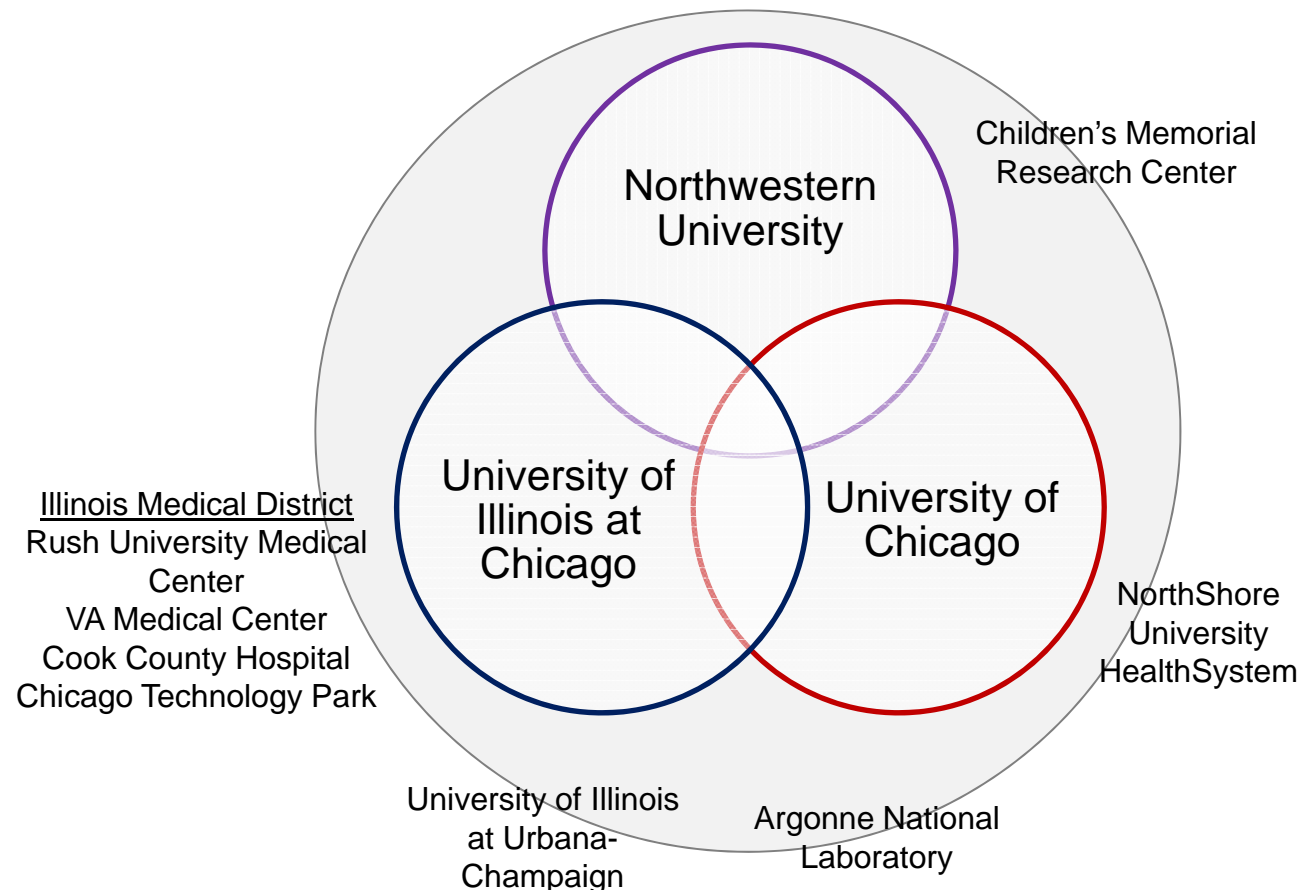 Children’s Memorial
Research Center
Northwestern
University
University of
Illinois at
Chicago
University of
Chicago
Illinois Medical District
Rush University Medical
Center
VA Medical Center
Cook County Hospital
Chicago Technology Park
NorthShore
University
HealthSystem
University of Illinois
at Urbana-
Champaign
Argonne National
Laboratory